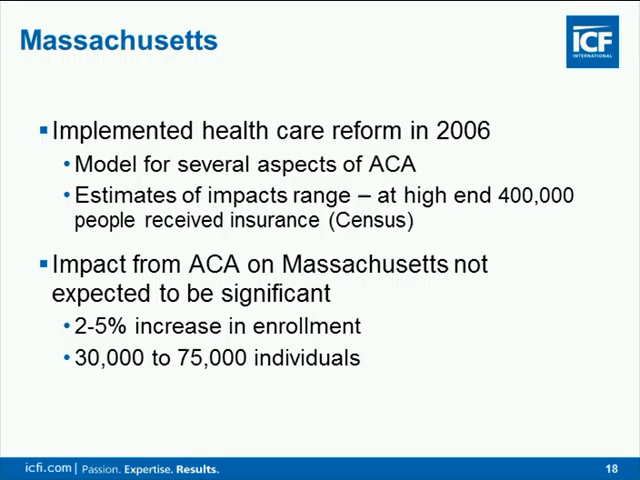 Massachusetts
ICF
INTERNATIONAL
Implemented health care reform in 2006
Model for several aspects of ACA
Estimates of impacts range – at high end 400,000
people received insurance (Census)
Impact from ACA on Massachusetts not
expected to be significant
2-5% increase in enrollment
30,000 to 75,000 individuals
icfi.com | Passion. Expertise. Results.
18